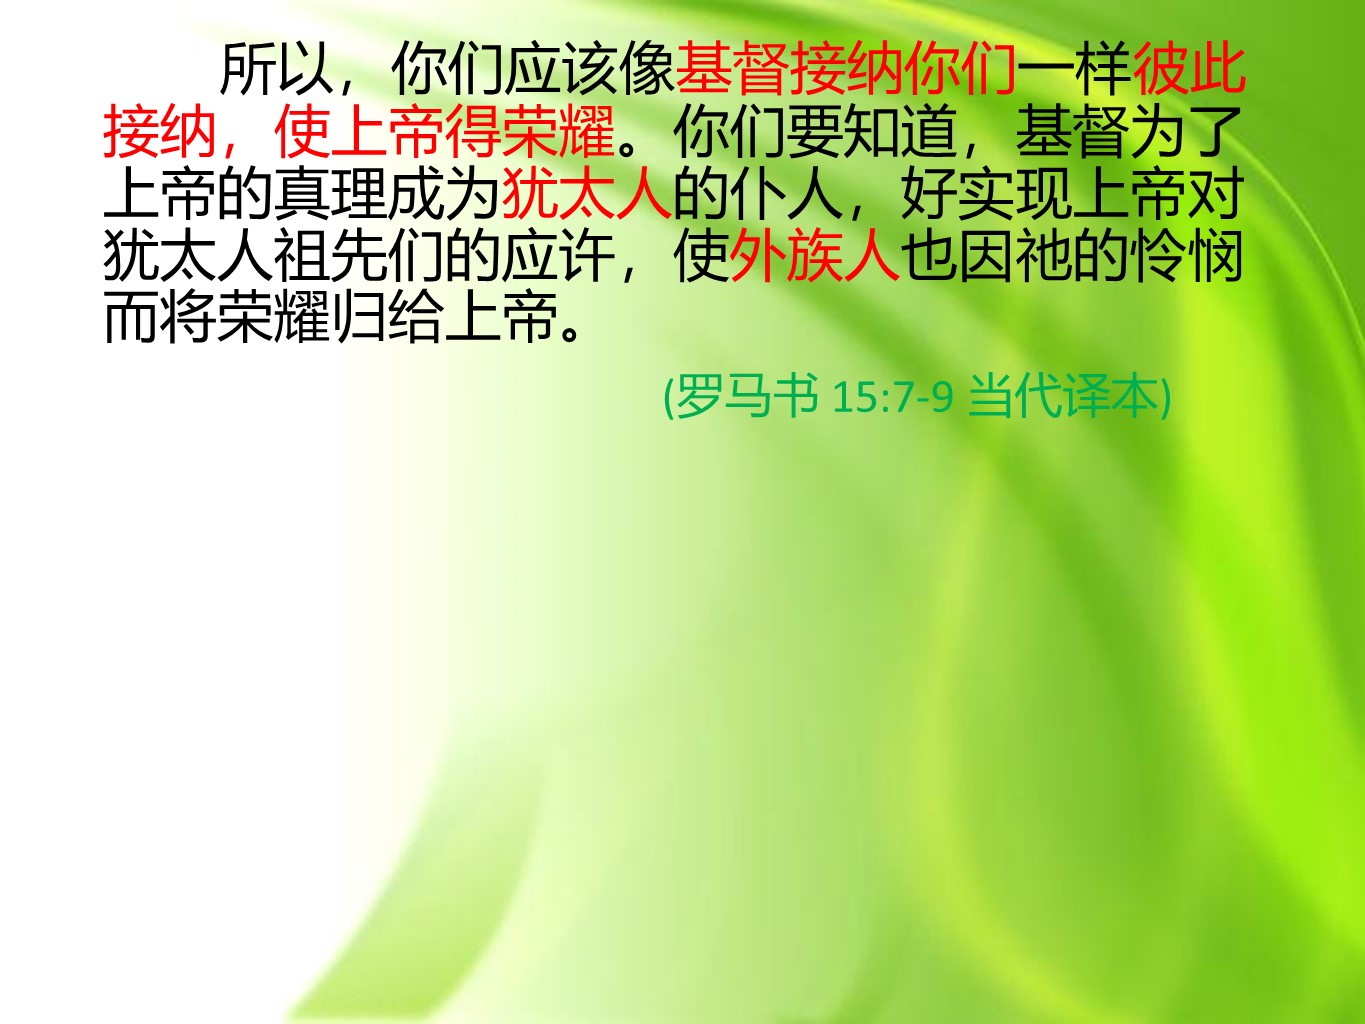 所以，你们应该像基督接纳你们一样彼此
接纳，使上帝得荣耀。你们要知道，基督为了
上帝的真理成为犹太人的仆人，好实现上帝对
犹太人祖先们的应许，使外族人也因祂的怜悯
而将荣耀归给上帝。
(罗马书 15:7-9 当代译本)